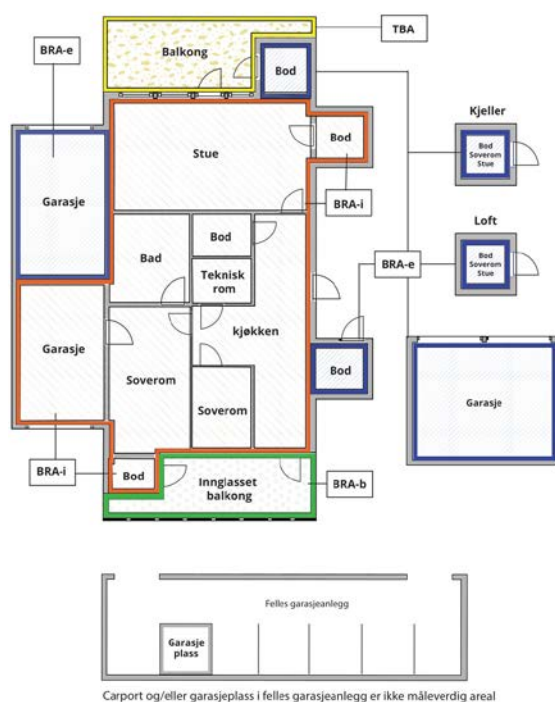 TBA
Balkong
BRA-e
Bod
Kjeller
Bod
Soverom
Stue
Stue
Bod
BRA-i
Garasje
Loft
Bod
Soverom
Stue
Bad
Bod
Teknisk
rom
BRA-e
kjøkken
Garasje
Soverom
Soverom
Bod
Garasje
BRA-i
Bod
Innglasset
balkong
BRA-b
Felles garasjeanlegg
Garasje
plass
Carport og/eller garasjeplass i felles garasjeanlegg er ikke måleverdig areal